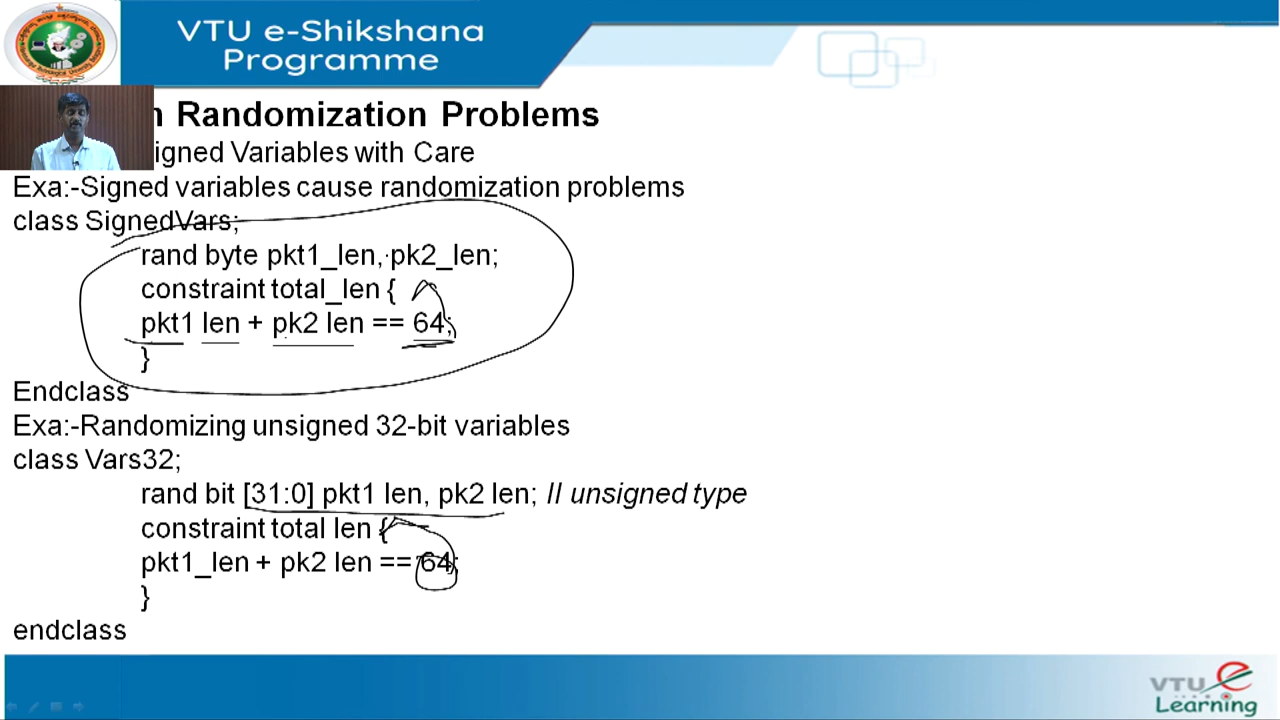 VTU e-Shikshana
Programme
n Randomization Problems
igned Variables with Care
Exa:-Signed variables cause randomization problems
class SignedVars;
rand byte pkt1_len, pk2_len;
constraint total_len {
pkt1 len + pk2 len == 64;
}
Endclass
Exa:-Randomizing unsigned 32-bit variables
class Vars32;
rand bit [31:0] pkt1 len, pk2 len; II unsigned type
constraint total len {
pkt1_len + pk2 len == 64;
}
endclass
VTU e
Learning